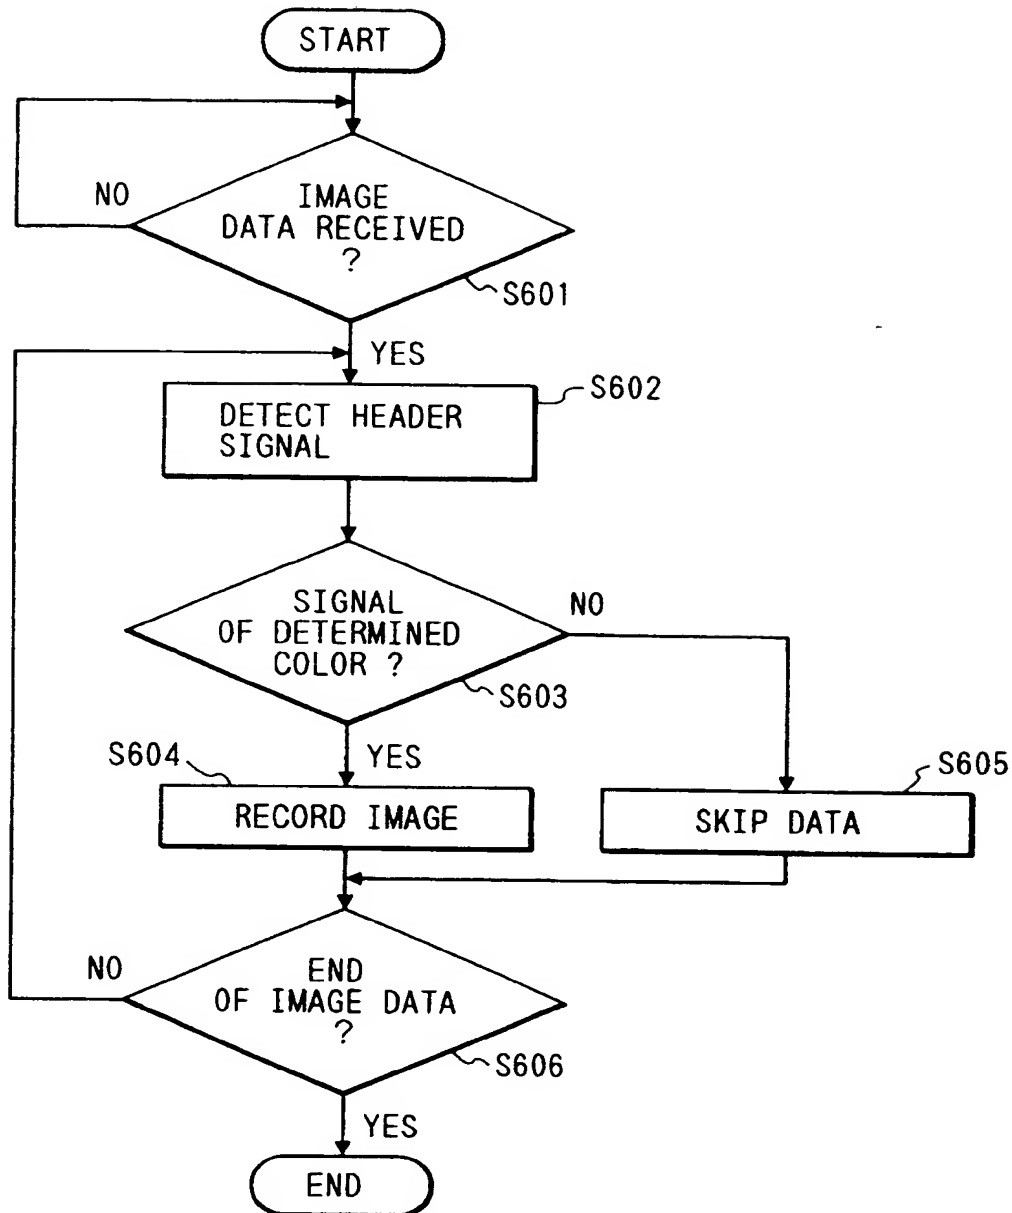 START
NO
IMAGE
DATA RECEIVED
?
S601
YES
S602
DETECT HEADER
SIGNAL
SIGNAL
OF DETERMINED
COLOR ?
NO
S603
S604
YES
S605
RECORD IMAGE
SKIP DATA
NO
END
OF IMAGE DATA
?
S606
YES
END